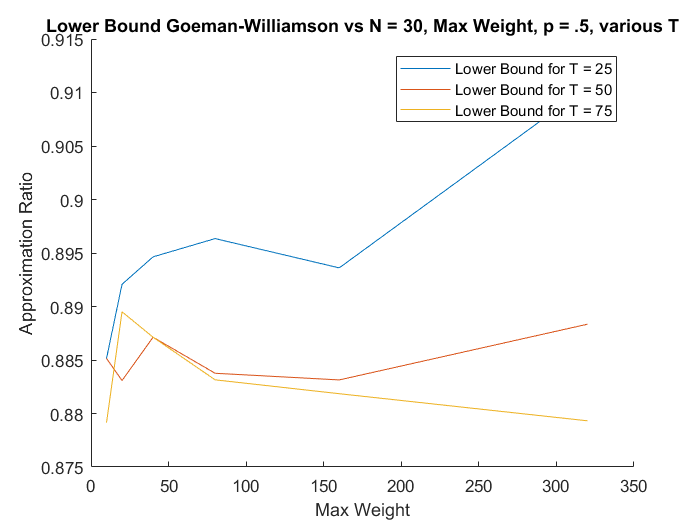 Lower Bound Goeman-Williamson vs N = 30, Max Weight, p = .5, various T
0.915
0.91
0.905
0.9
0.895
0.89
0.885
0.88
0.875
Approximation Ratio
Lower Bound for T = 25
Lower Bound for T = 50
Lower Bound for T = 75
0 50 100 150 200 250 300 350
Max Weight